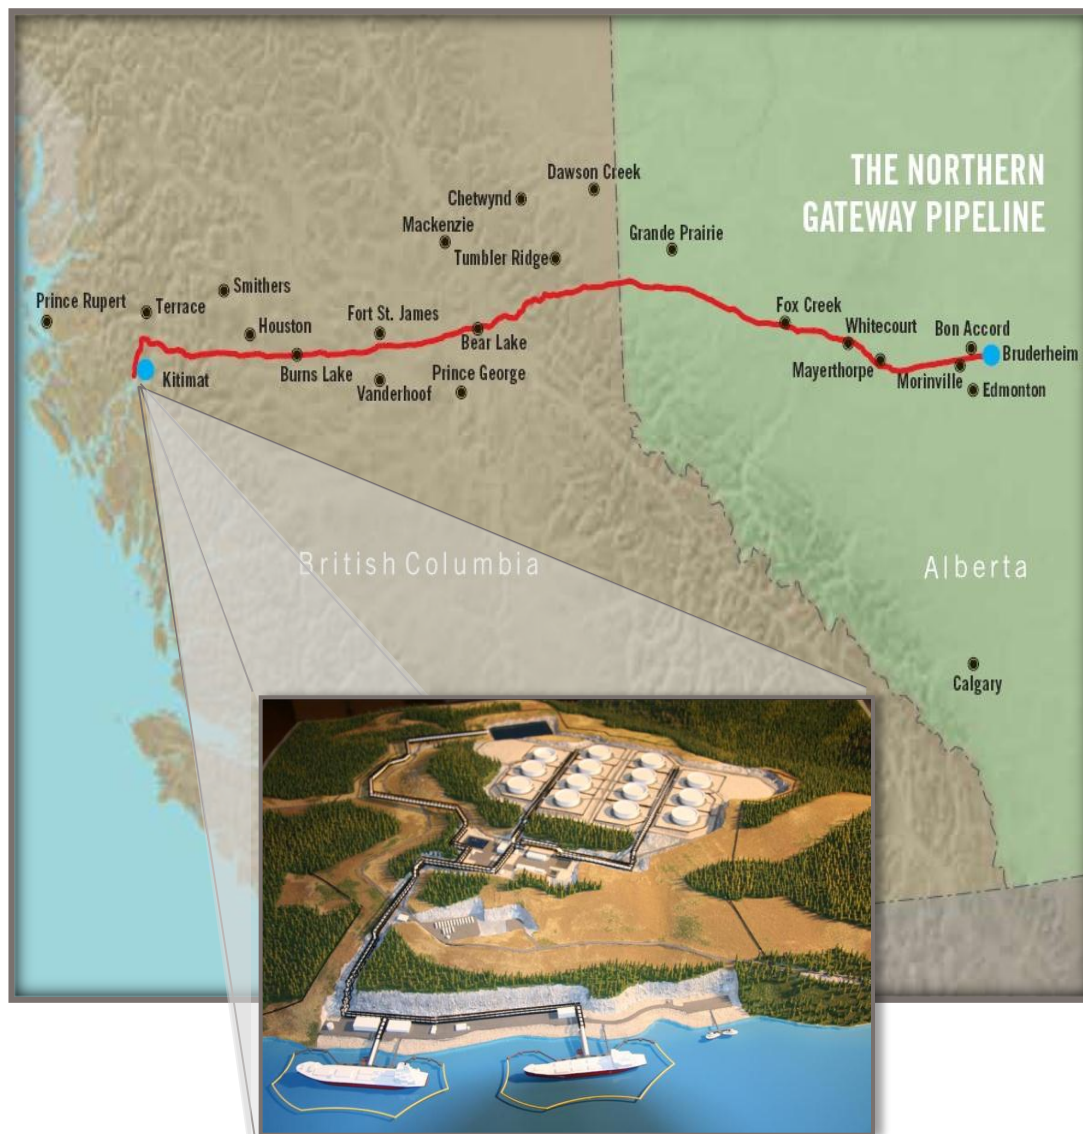 THE NORTHERN
GATEWAY PIPELINE
Dawson Creek
Chetwynd
Mackenzie
Tumbler Ridge
Grande Prairie
Prince Rupert
Terrace
Smithers
Houston
Fort St. James
Bear Lake
Fox Creek
Whitecourt
Bon Accord
Bruderheim
Kitimat
Burns Lake
Vanderhoof
Prince George
Mayerthorpe
Morinville
Edmonton
British Columbia
Alberta
Calgary